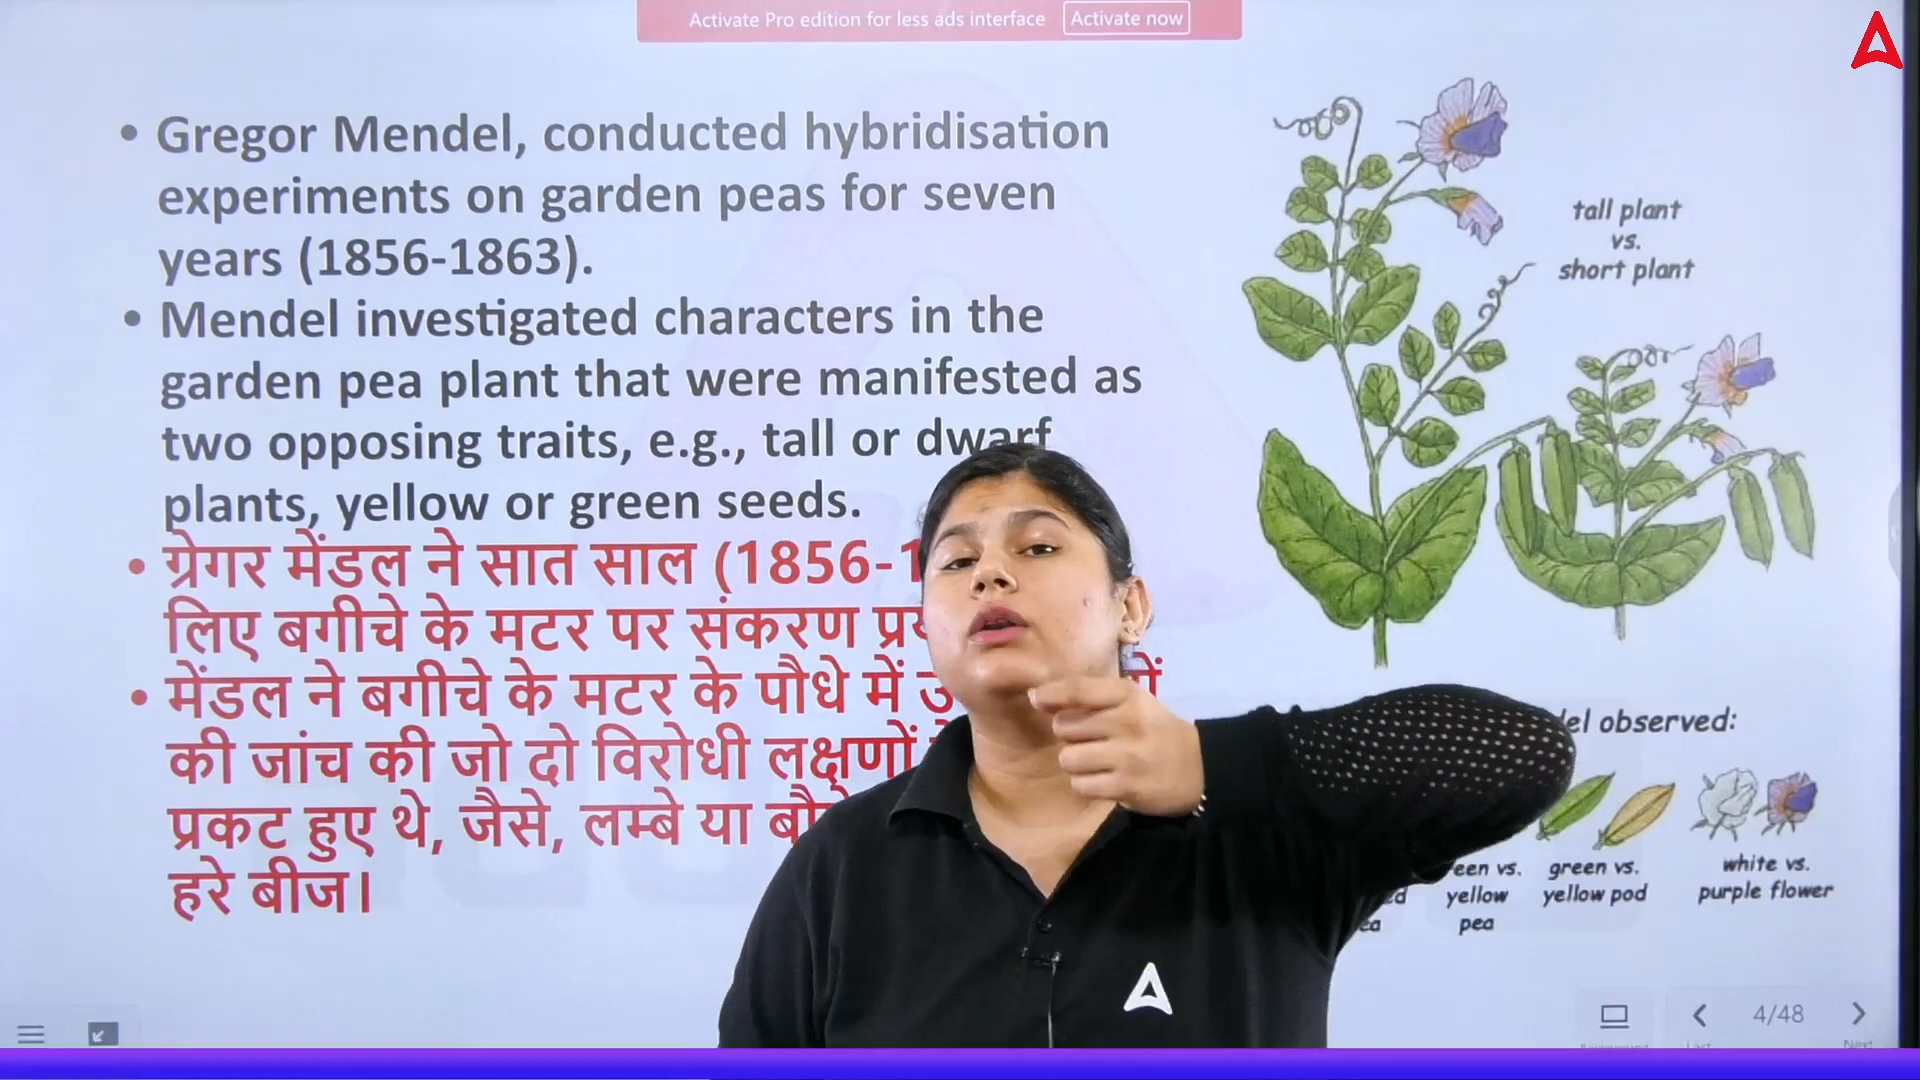 Activate Pro edition for less ads interface Activate now
• Gregor Mendel, conducted hybridisation
experiments on garden peas for seven
years (1856-1863).
• Mendel investigated characters in the
garden pea plant that were manifested as
two opposing traits, e.g., tall or dwarf
plants, yellow or green seeds.
• ग्रेगर मेंडल ने सात साल (1856-1
लिए बगीचे के मटर पर संकरण
• मेंडल ने बगीचे के मटर के पौधे में
की जांच की जो दो विरोधी लक्षणों
प्रकट हुए थे, जैसे, लम्बे या
हरे बीज।
tall plant
vs.
short plant
observed:
vs.
yellow
pea
green vs.
yellow pod
white vs.
purple flower
4/48